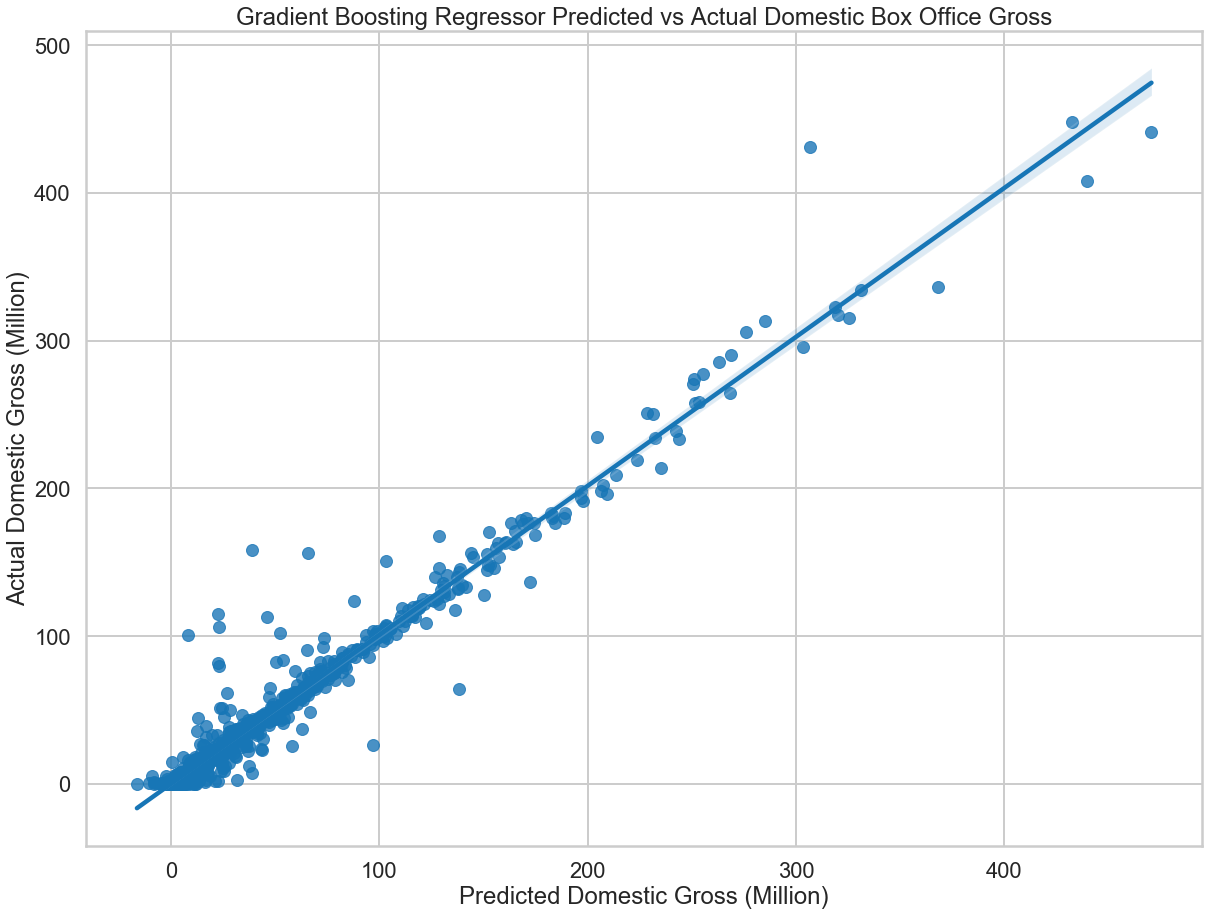 Gradient Boosting Regressor Predicted vs Actual Domestic Box Office Gross
Actual Domestic Gross (Million)
500
400
300
200
100
0
0 100 200 300 400
Predicted Domestic Gross (Million)